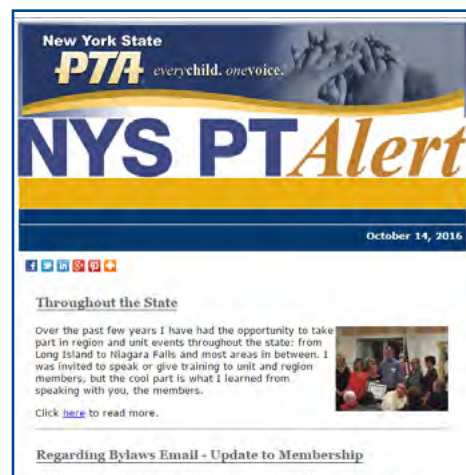 New York State
PTA everychild. onevoice.®
NYS PTAlert
October 14, 2016
Throughout the State
Over the past few years I have had the opportunity to take
part in region and unit events throughout the state: from
Long Island to Niagara Falls and most areas in between. I
was invited to speak or give training to unit and region
members, but the cool part is what I learned from
speaking with you, the members.
Click here to read more.
Regarding Bylaws Email - Update to Membership